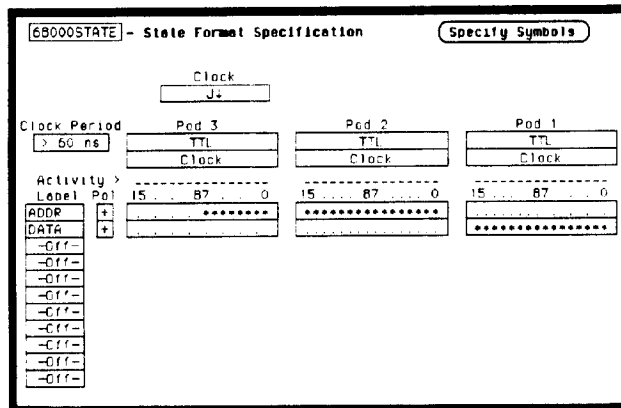 68000STATE - State Format Specification Specify Symbols
Clock
J↓
Clock Period Pod 3 Pod 2 Pod 1
> 60 ns TTL TTL TTL
Clock Clock Clock
Activity > ---------------- ---------------- ----------------
Label Pol 15 . . . 87 . . . 0 15 . . . 87 . . . 0 15 . . . 87 . . . 0
ADDR + ........******** **************** ................
DATA + ................ ................ ****************
-Off-
-Off-
-Off-
-Off-
-Off-
-Off-
-Off-
-Off-
-Off-